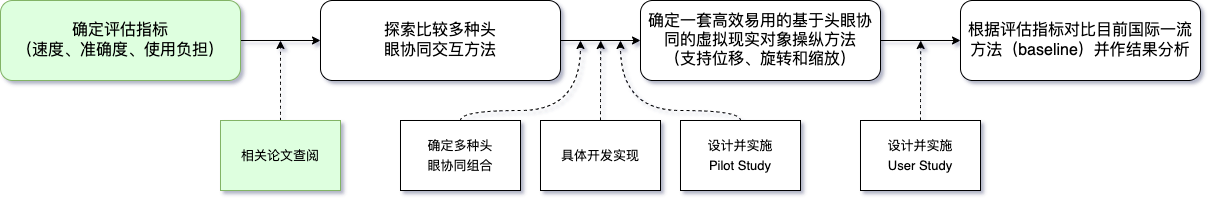 确定评估指标
（速度、准确度、使用负担）
探索比较多种头
眼协同交互方法
确定一套高效易用的基于头眼协
同的虚拟现实对象操纵方法
（支持位移、旋转和缩放）
根据评估指标对比目前国际一流
方法（baseline）并作结果分析
相关论文查阅
确定多种头
眼协同组合
具体开发实现
设计并实施
Pilot Study
设计并实施
User Study